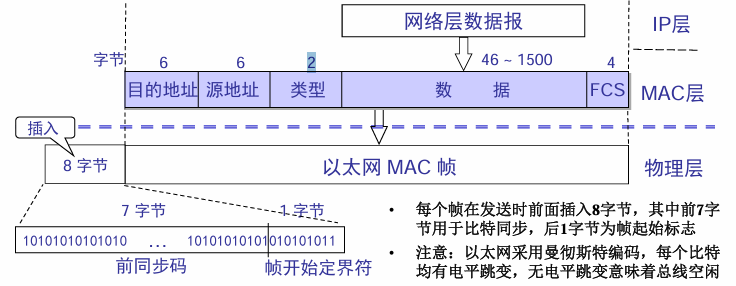 网络层数据报
IP层
字节 6 6 2 46 ~ 1500 4
目的地址 源地址 类型 数 据 FCS MAC层
插入
8 字节 以太网 MAC 帧 物理层
7 字节 1 字节
10101010101010 … 10101010101010101011
前同步码 帧开始定界符
• 每个帧在发送时前面插入8字节，其中前7字
节用于比特同步，后1字节为帧起始标志
• 注意：以太网采用曼彻斯特编码，每个比特
均有电平跳变，无电平跳变意味着总线空闲